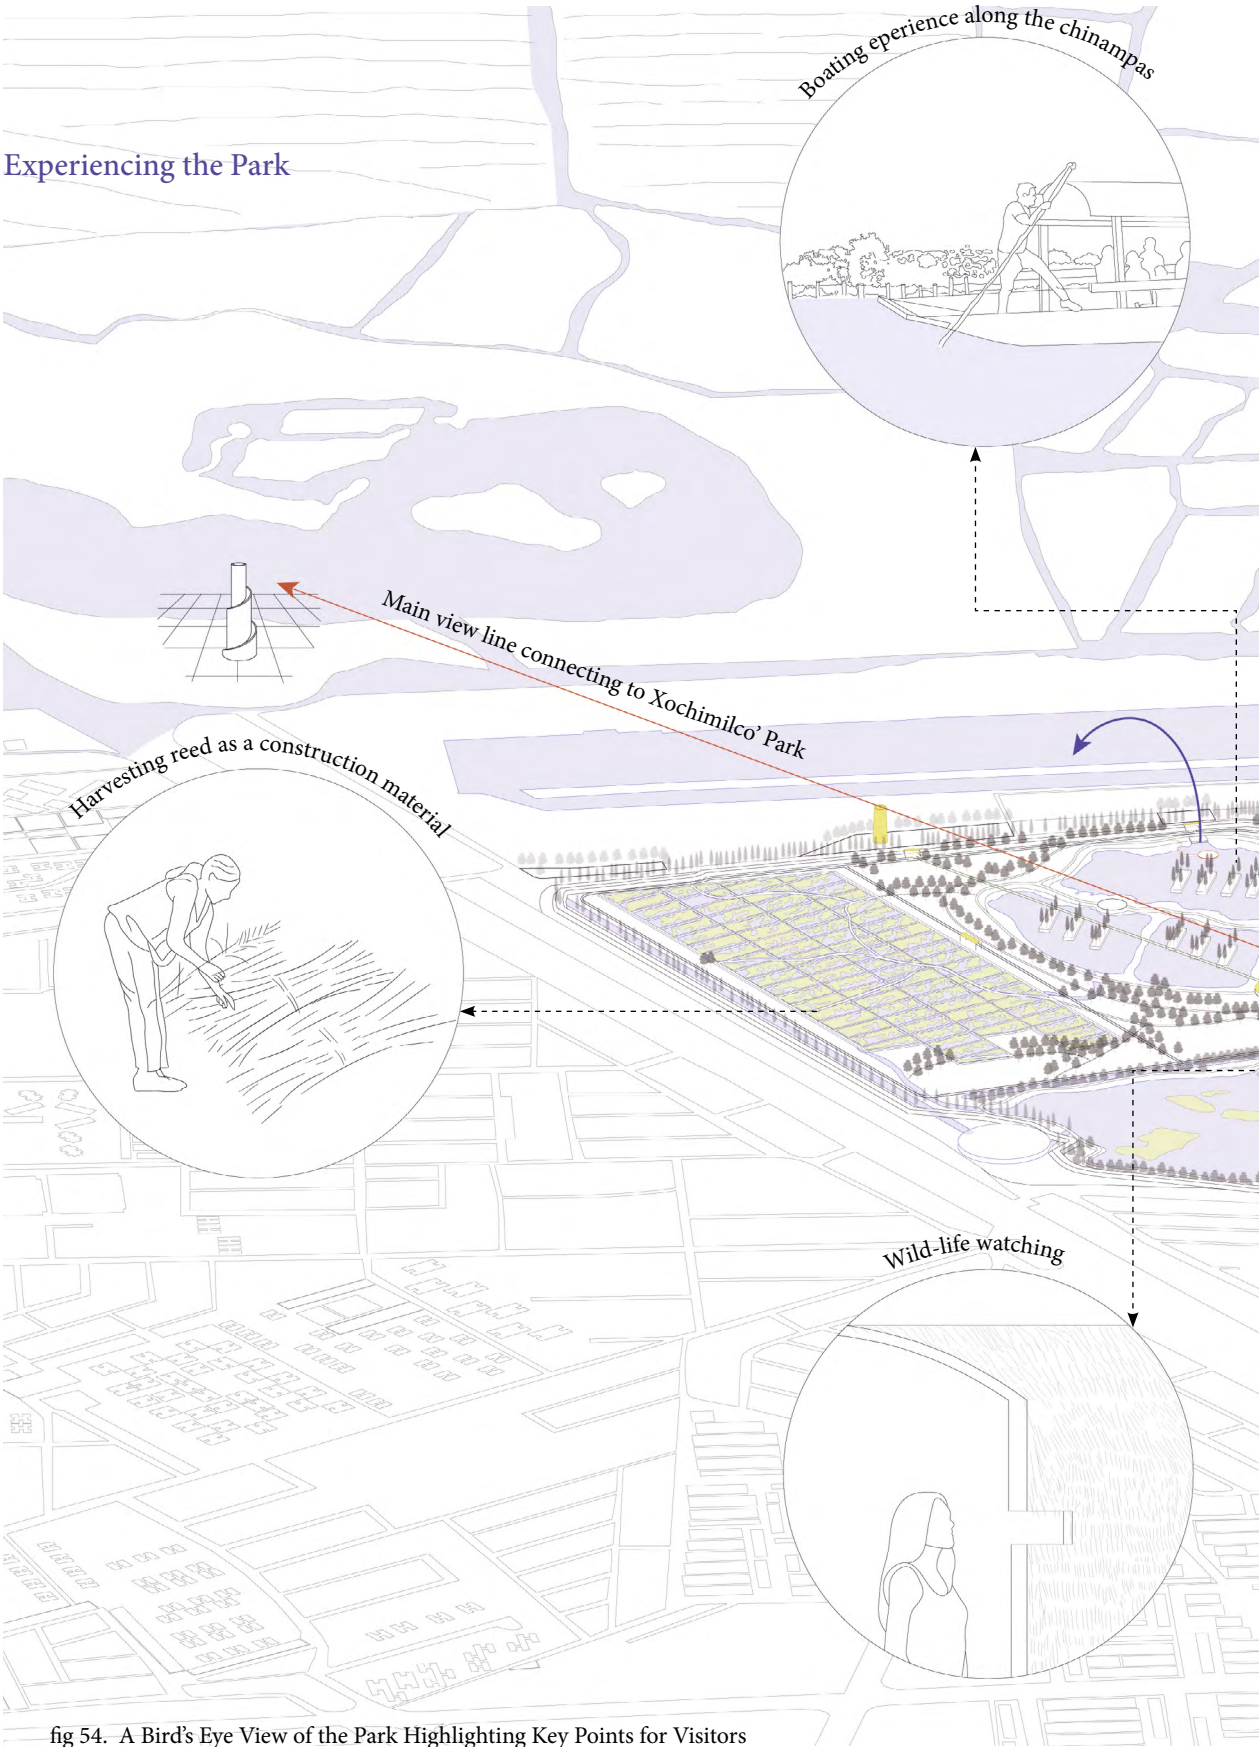 Boating eperience along the chinampas
Experiencing the Park
Main view line connecting to Xochimilco' Park
Harvesting reed as a construction material
Wild-life watching
fig 54. A Bird's Eye View of the Park Highlighting Key Points for Visitors